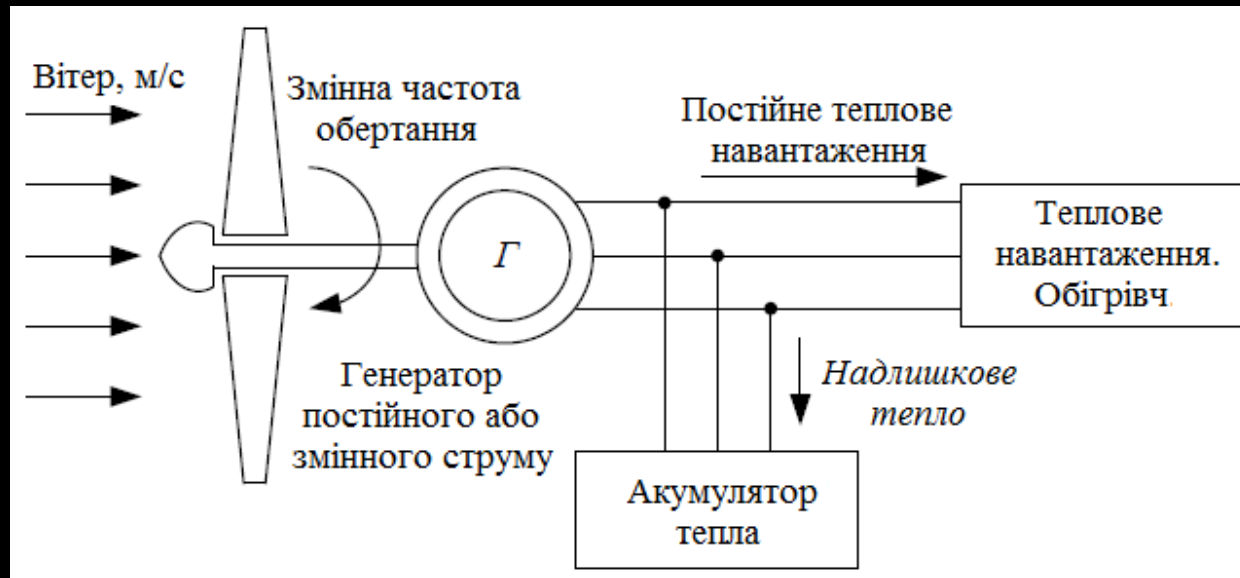 Вітер, м/с
Змінна частота
обертання
Постійне теплове
навантаження
Г
Теплове
навантаження.
Обігрівч.
Генератор
постійного або
змінного струму
Надлишкове
тепло
Акумулятор
тепла